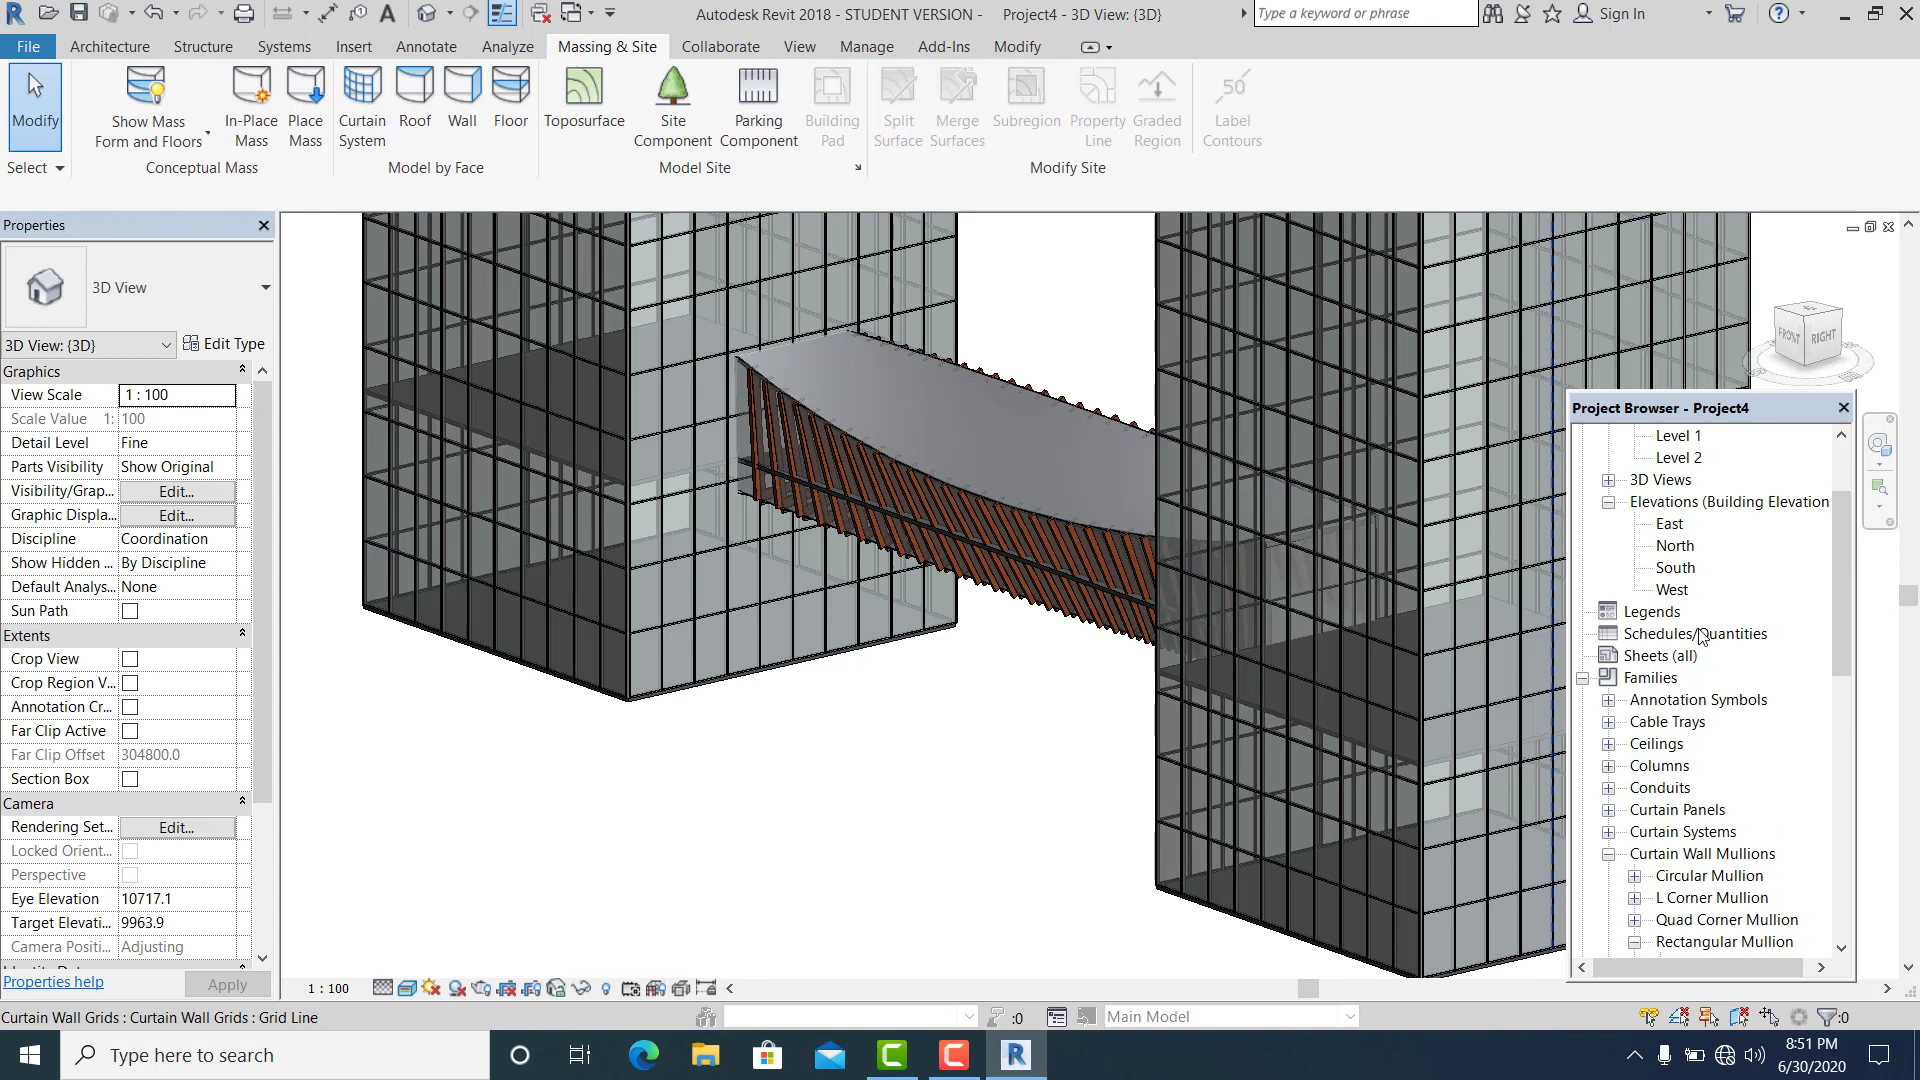 Autodesk Revit 2018 - STUDENT VERSION - Project4 - 3D View: {3D}
Type a keyword or phrase
Sign In
File Architecture Structure Systems Insert Annotate Analyze Massing & Site Collaborate View Manage Add-Ins Modify
Modify
Show Mass Form and Floors
In-Place Mass
Place Mass
Curtain System
Roof
Wall
Floor
Toposurface
Site Component
Parking Component
Building Pad
Split Surface
Merge Surfaces
Subregion
Property Line
Graded Region
50
Label Contours
Select Conceptual Mass Model by Face Model Site Modify Site
Properties
3D View
3D View: {3D} Edit Type
Graphics
View Scale 1 : 100
Scale Value 1: 100
Detail Level Fine
Parts Visibility Show Original
Visibility/Grap... Edit...
Graphic Displa... Edit...
Discipline Coordination
Show Hidden ... By Discipline
Default Analys... None
Sun Path
Extents
Crop View
Crop Region V...
Annotation Cr...
Far Clip Active
Far Clip Offset 304800.0
Section Box
Camera
Rendering Set... Edit...
Locked Orient...
Perspective
Eye Elevation 10717.1
Target Elevati... 9963.9
Camera Positi... Adjusting
Properties help Apply
FRONT RIGHT
Project Browser - Project4
Level 1
Level 2
3D Views
Elevations (Building Elevation
East
North
South
West
Legends
Schedules/Quantities
Sheets (all)
Families
Annotation Symbols
Cable Trays
Ceilings
Columns
Conduits
Curtain Panels
Curtain Systems
Curtain Wall Mullions
Circular Mullion
L Corner Mullion
Quad Corner Mullion
Rectangular Mullion
1 : 100
Curtain Wall Grids : Curtain Wall Grids : Grid Line
:0
Main Model
:0
Type here to search
8:51 PM
6/30/2020